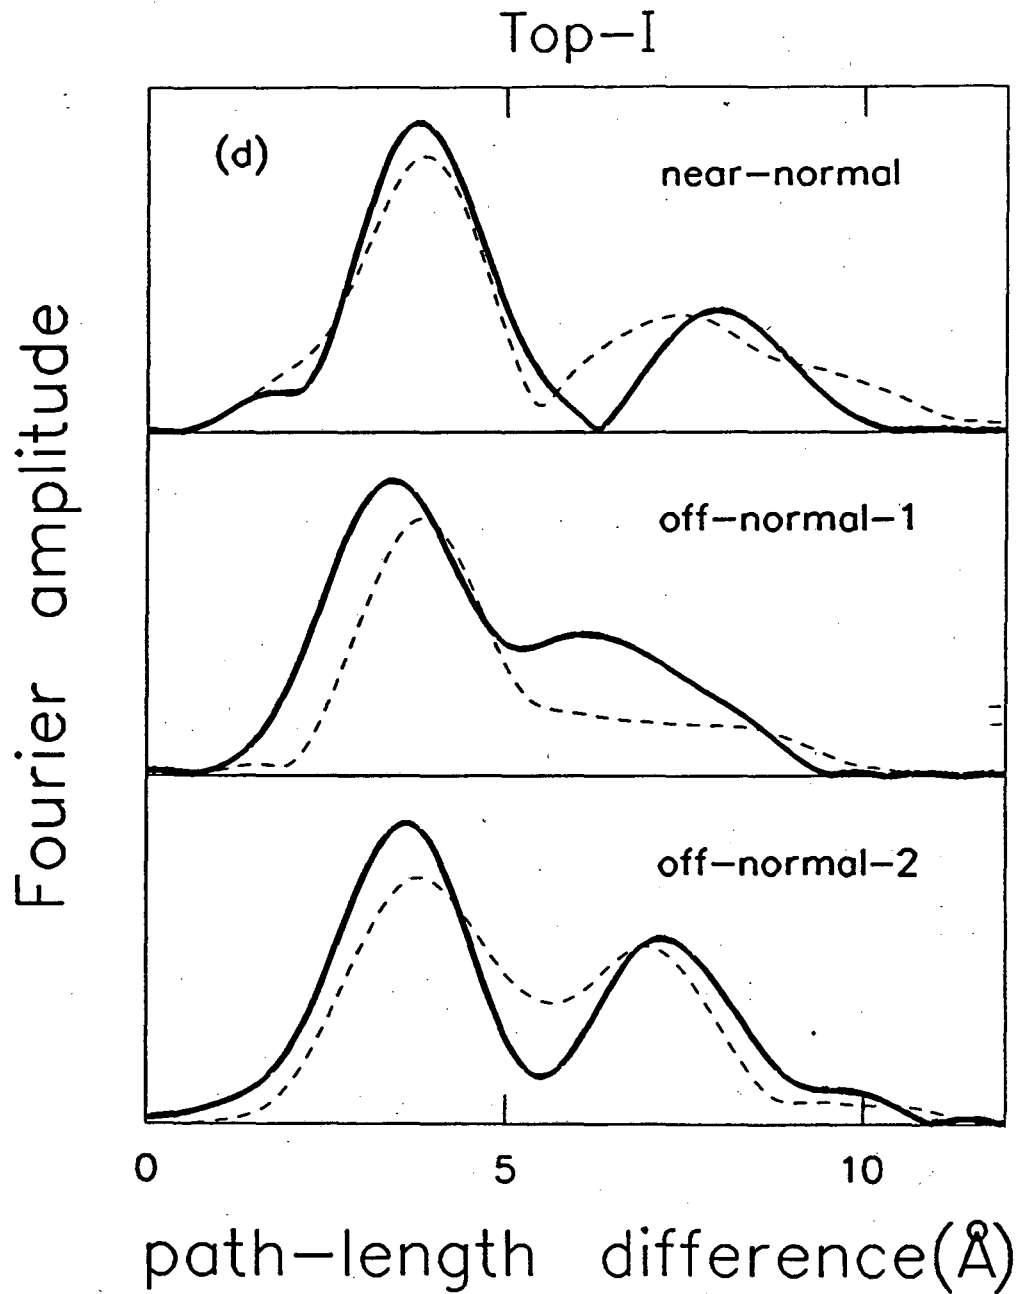 Top-I
(d)
near-normal
off-normal-1
off-normal-2
Fourier amplitude
0 5 10
path-length difference(Å)